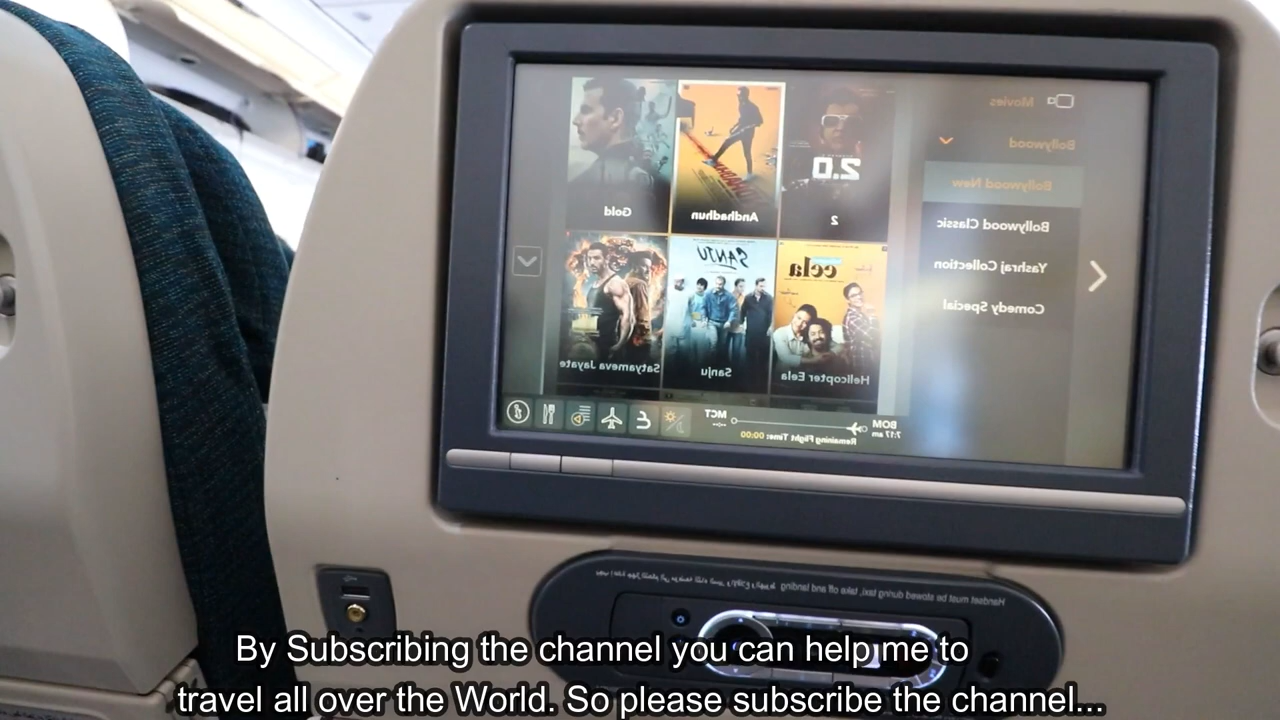 Movies
Bollywood
Bollywood New
Bollywood Classic
Yashraj Collection
Comedy Special
2.0
2
Andhadhun
Gold
eela
Helicopter Eela
SANJU
Sanju
Satyameva Jayate
BOM
7:17 am
MCT
Remaining Flight Time: 00:00
Handset must be stowed during taxi, take off and landing
By Subscribing the channel you can help me to
travel all over the World. So please subscribe the channel...